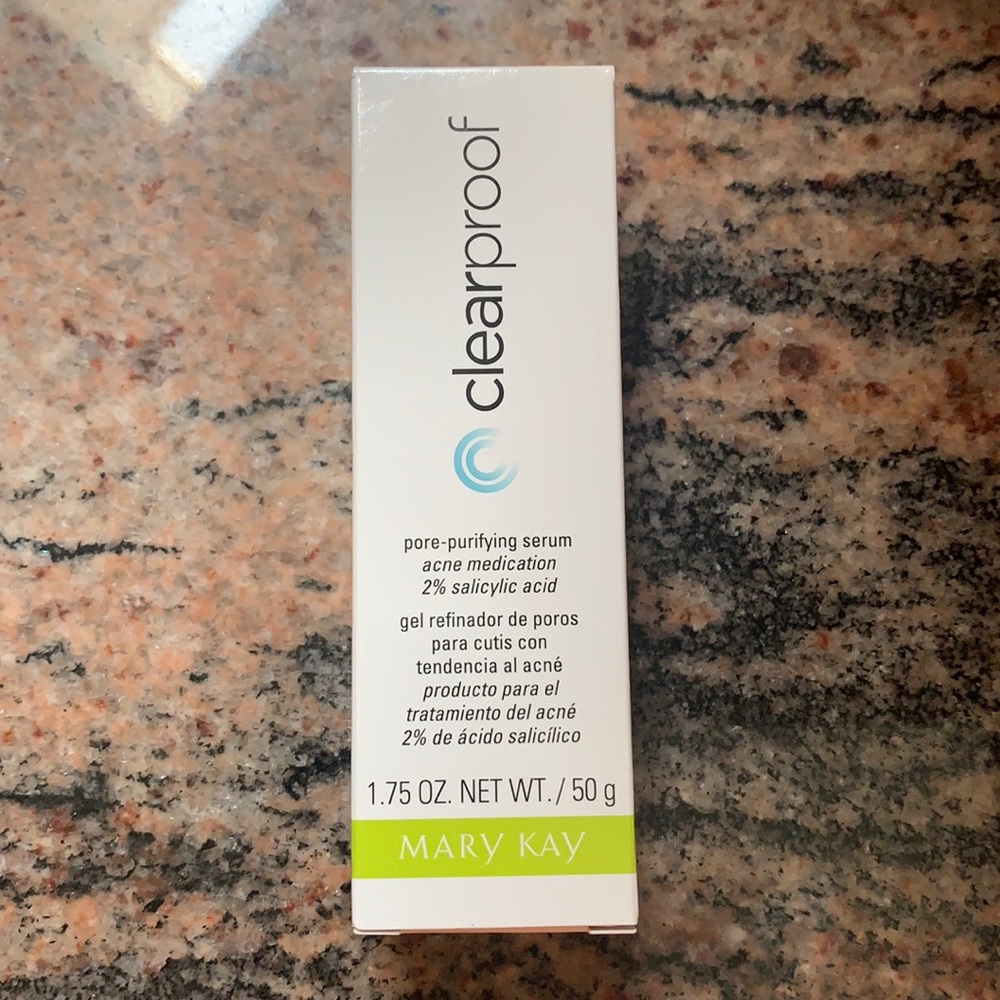 clearproof
pore-purifying serum
acne medication
2% salicylic acid
gel refinador de poros
para cutis con
tendencia al acné
producto para el
tratamiento del acné
2% de ácido salicílico
1.75 OZ. NET WT. / 50 g
MARY KAY